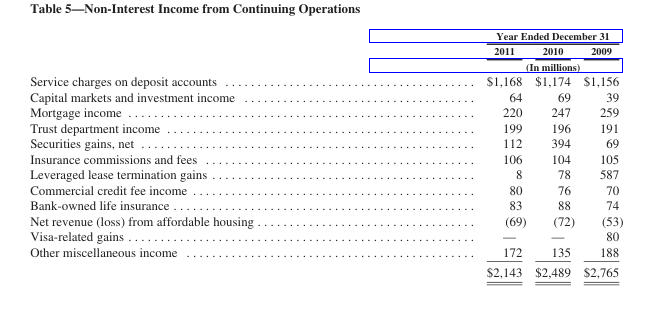 Table 5—Non-Interest Income from Continuing Operations
Year Ended December 31
2011 2010 2009
(In millions)
Service charges on deposit accounts ........................................ $1,168 $1,174 $1,156
Capital markets and investment income ..................................... 64 69 39
Mortgage income ....................................................... 220 247 259
Trust department income ................................................. 199 196 191
Securities gains, net ..................................................... 112 394 69
Insurance commissions and fees ........................................... 106 104 105
Leveraged lease termination gains .......................................... 8 78 587
Commercial credit fee income ............................................. 80 76 70
Bank-owned life insurance ................................................ 83 88 74
Net revenue (loss) from affordable housing ................................... (69) (72) (53)
Visa-related gains ....................................................... — — 80
Other miscellaneous income .............................................. 172 135 188
$2,143 $2,489 $2,765